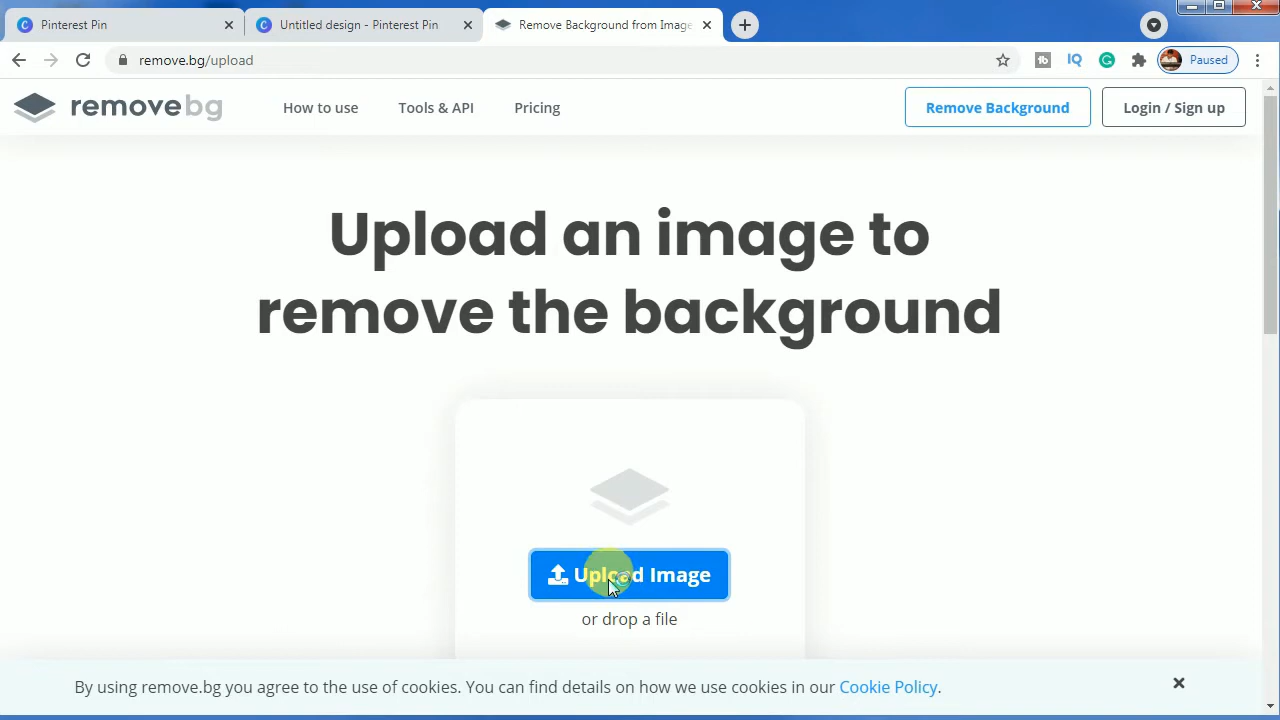 Pinterest Pin
Untitled design - Pinterest Pin
Remove Background from Image
remove.bg/upload
tb
IQ
Paused
removebg
How to use
Tools & API
Pricing
Remove Background
Login / Sign up
Upload an image to
remove the background
Upload Image
or drop a file
By using remove.bg you agree to the use of cookies. You can find details on how we use cookies in our Cookie Policy.